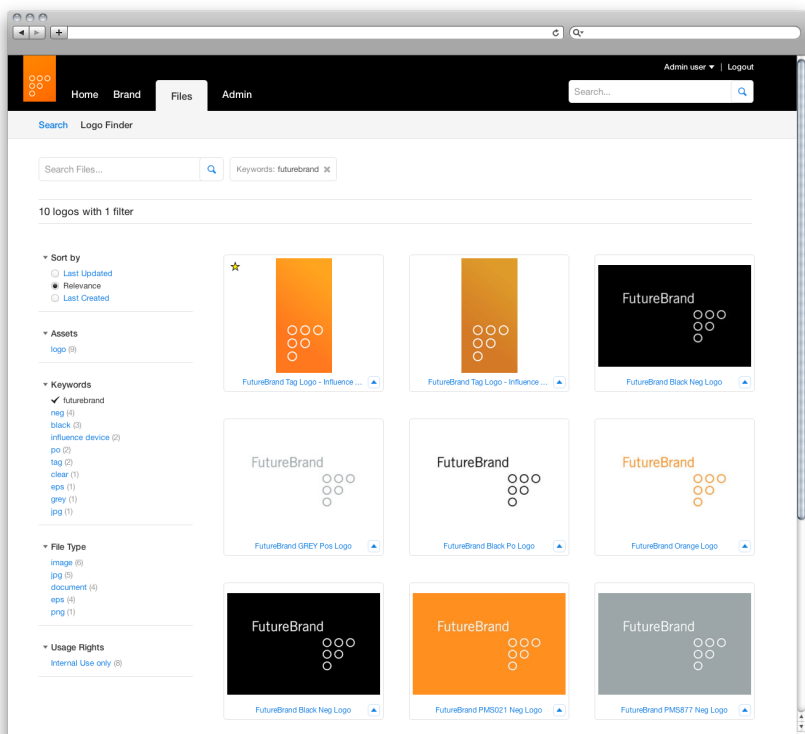 Admin user | Logout
Home Brand Files Admin
Search...
Search Logo Finder
Search Files...
Keywords: futurebrand
10 logos with 1 filter
Sort by
Last Updated
Relevance
Last Created
Assets
logo (9)
Keywords
futurebrand
neg (4)
black (3)
influence device (2)
po (2)
tag (2)
clear (1)
eps (1)
grey (1)
jpg (1)
File Type
image (6)
jpg (5)
document (4)
eps (4)
png (1)
Usage Rights
Internal Use only (8)
FutureBrand
FutureBrand Tag Logo - Influence ...
FutureBrand Tag Logo - Influence ...
FutureBrand Black Neg Logo
FutureBrand
FutureBrand
FutureBrand
FutureBrand GREY Pos Logo
FutureBrand Black Po Logo
FutureBrand Orange Logo
FutureBrand
FutureBrand
FutureBrand
FutureBrand Black Neg Logo
FutureBrand PMS021 Neg Logo
FutureBrand PMS877 Neg Logo